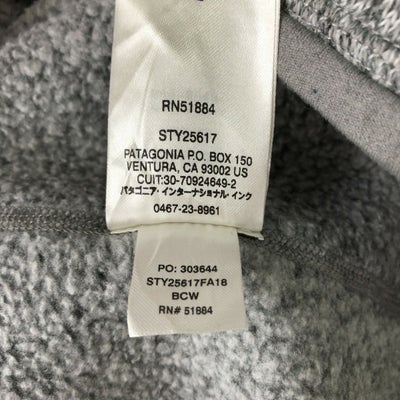 RN51884
STY25617
PATAGONIA P.O. BOX 150
VENTURA, CA 93002 US
CUIT:30-70924649-2
パタゴニア・インターナショナル・インク
0467-23-8961
PO: 303644
STY25617FA18
BCW
RN# 51884